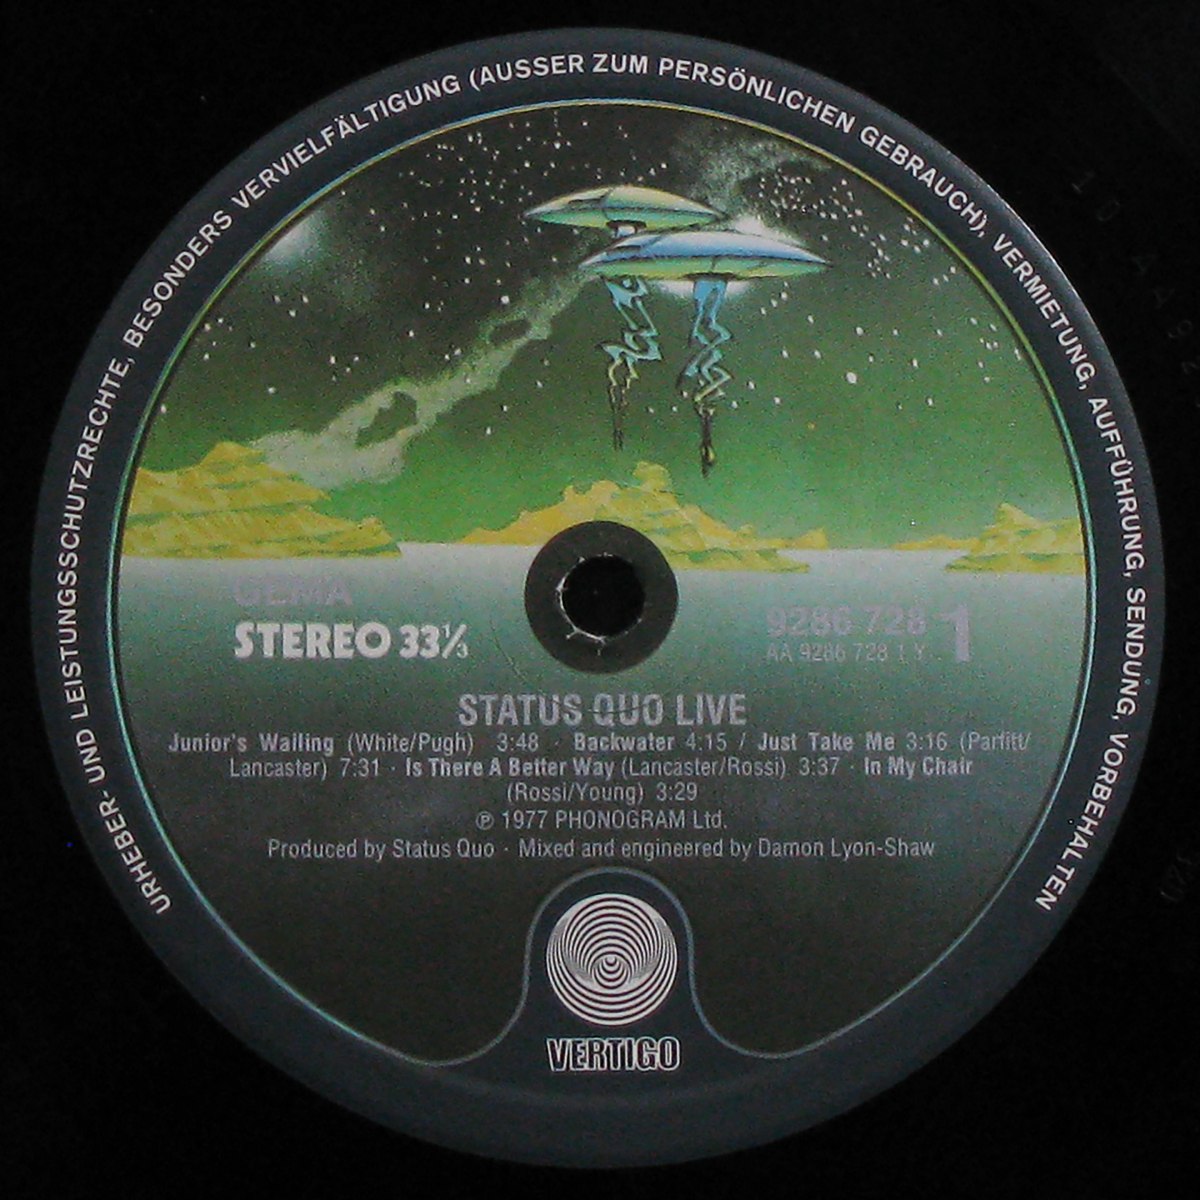 URHEBER- UND LEISTUNGSSCHUTZRECHTE, BESONDERS VERVIELFÄLTIGUNG (AUSSER ZUM PERSÖNLICHEN GEBRAUCH), VERMIETUNG, AUFFÜHRUNG, SENDUNG, VORBEHALTEN
GEMA
STEREO 33⅓
9286 728 1
AA 9286 728 1 Y
STATUS QUO LIVE
Junior's Wailing (White/Pugh) 3:48 · Backwater 4:15 / Just Take Me 3:16 (Parfitt/
Lancaster) 7:31 · Is There A Better Way (Lancaster/Rossi) 3:37 · In My Chair
(Rossi/Young) 3:29
℗ 1977 PHONOGRAM Ltd.
Produced by Status Quo · Mixed and engineered by Damon Lyon-Shaw
VERTIGO